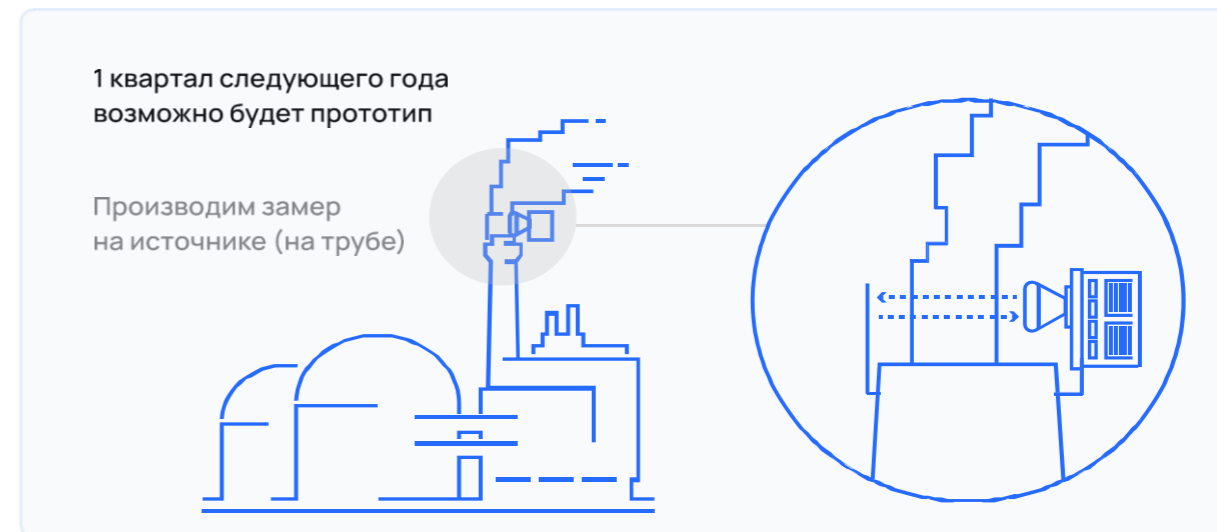 1 квартал следующего года
возможно будет прототип
Производим замер
на источнике (на трубе)